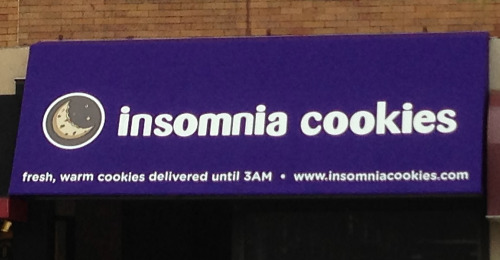 insomnia cookies
fresh, warm cookies delivered until 3AM • www.insomniacookies.com